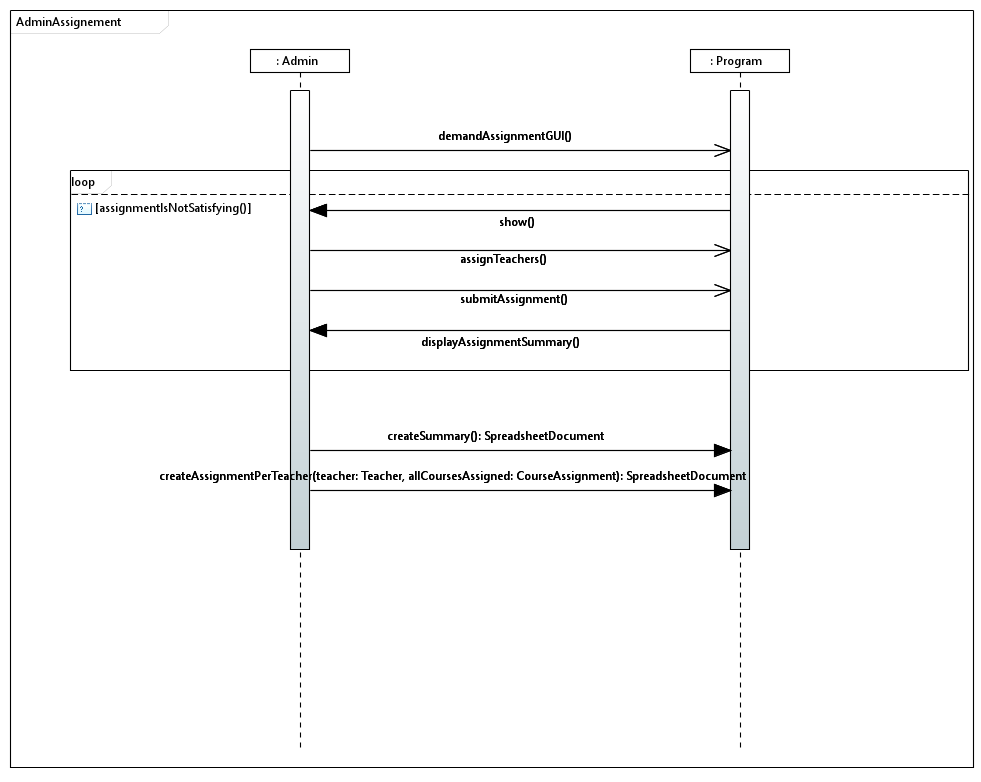 AdminAssignement
: Admin
: Program
demandAssignmentGUI()
loop
[assignmentIsNotSatisfying()]
show()
assignTeachers()
submitAssignment()
displayAssignmentSummary()
createSummary(): SpreadsheetDocument
createAssignmentPerTeacher(teacher: Teacher, allCoursesAssigned: CourseAssignment): SpreadsheetDocument